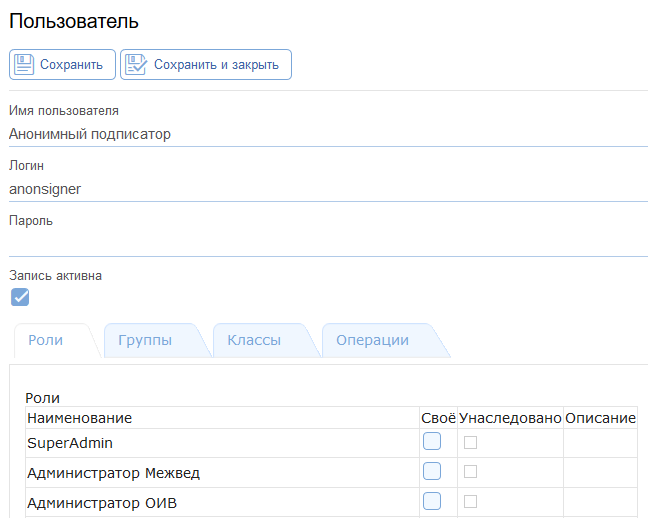 Пользователь
Сохранить Сохранить и закрыть
Имя пользователя
Анонимный подписатор
Логин
anonsigner
Пароль
Запись активна
Роли Группы Классы Операции
Роли
Наименование Своё Унаследовано Описание
SuperAdmin
Администратор Межвед
Администратор ОИВ